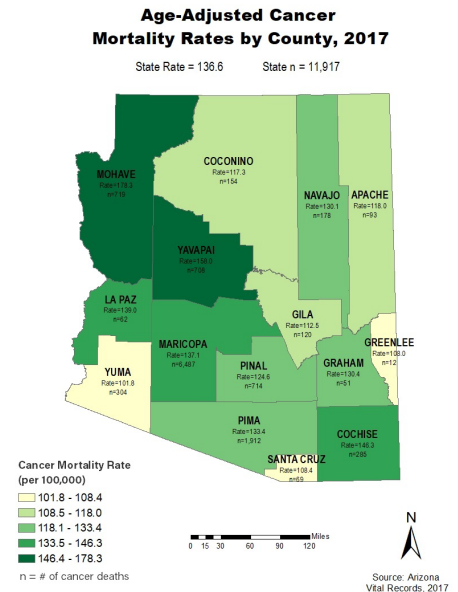 Age-Adjusted Cancer
Mortality Rates by County, 2017
State Rate = 136.6 State n = 11,917
COCONINO
Rate=117.3
n=154
MOHAVE
Rate=178.3
n=719
NAVAJO
Rate=130.1
n=178
APACHE
Rate=118.0
n=93
YAVAPAI
n=798
LA PAZ
Rate=139.0
n=62
GILA
Rate=112.5
n=120
MARICOPA
Rate=137.1
n=6,487
GREENLEE
Rate=108.0
n=12
YUMA
Rate=101.8
n=304
PINAL
Rate=124.6
n=714
GRAHAM
Rate=130.4
n=51
PIMA
Rate=133.4
n=1,912
COCHISE
Rate=146.3
n=285
SANTA CRUZ
Rate=108.4
n=69
Cancer Mortality Rate
(per 100,000)
101.8 - 108.4
108.5 - 118.0
118.1 - 133.4
133.5 - 146.3
146.4 - 178.3
n = # of cancer deaths
Miles
0 15 30 60 90 120
N
Source: Arizona
Vital Records, 2017